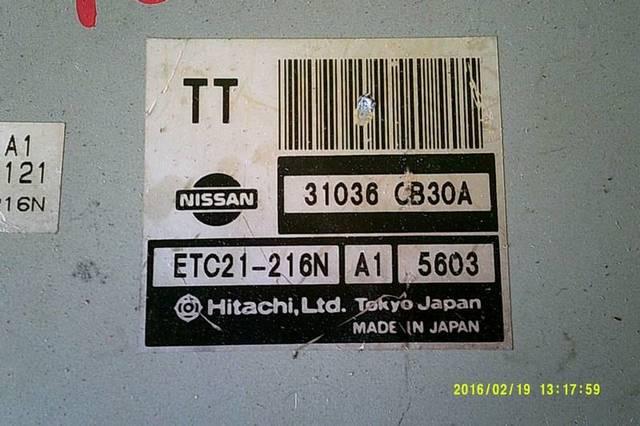 TT
NISSAN
31036 CB30A
ETC21-216N A1 5603
Hitachi, Ltd. Tokyo Japan
MADE IN JAPAN
A1
121
216N
2016/02/19 13:17:59